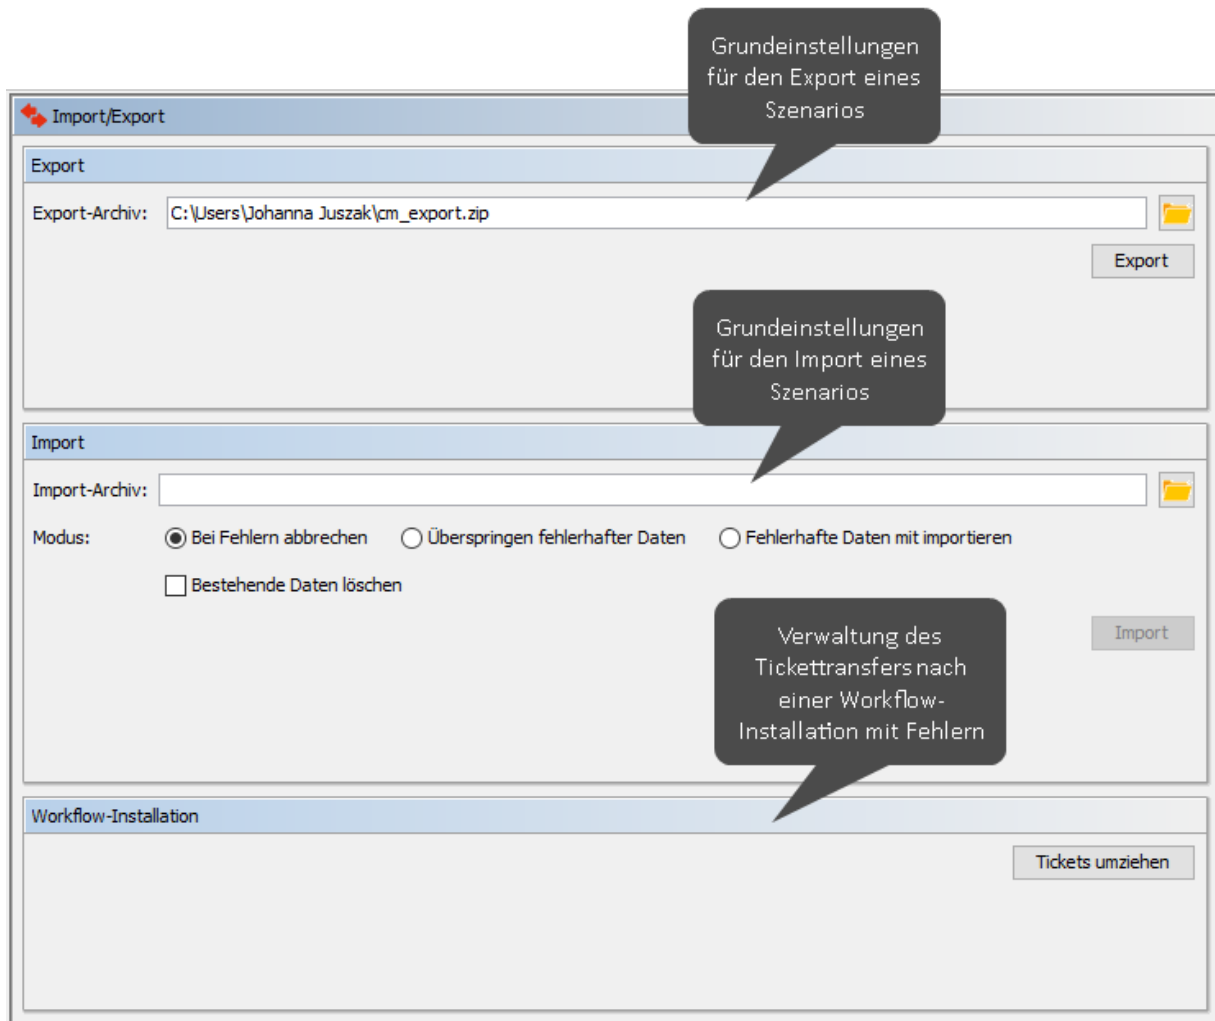 Grundeinstellungen
für den Export eines
Szenarios
Import/Export
Export
Export-Archiv: C:\Users\Johanna Juszak\cm_export.zip
Export
Grundeinstellungen
für den Import eines
Szenarios
Import
Import-Archiv:
Modus: Bei Fehlern abbrechen Überspringen fehlerhafter Daten Fehlerhafte Daten mit importieren
Bestehende Daten löschen
Import
Verwaltung des
Tickettransfers nach
einer Workflow-
Installation mit Fehlern
Workflow-Installation
Tickets umziehen